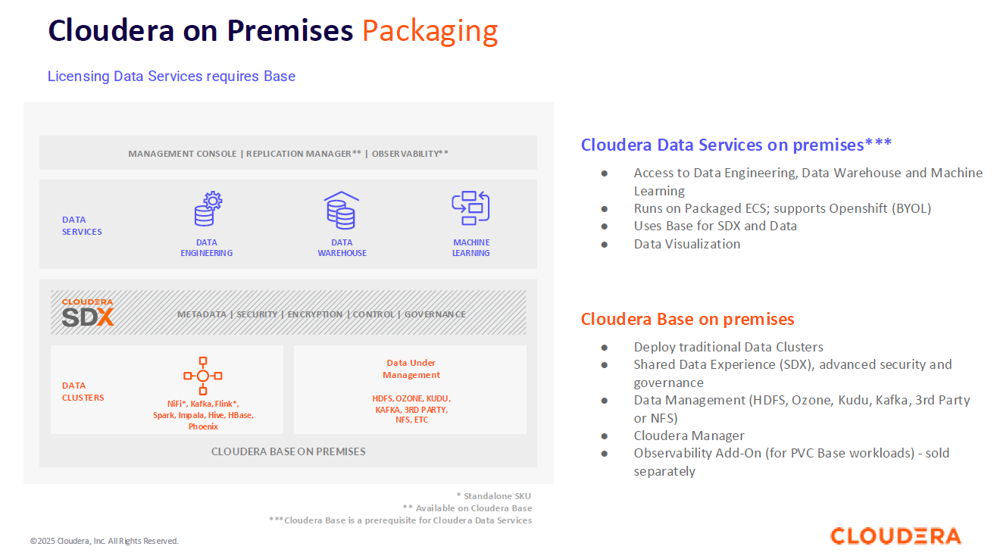 Cloudera on Premises Packaging
Licensing Data Services requires Base
MANAGEMENT CONSOLE | REPLICATION MANAGER** | OBSERVABILITY**
DATA
SERVICES
DATA
ENGINEERING
DATA
WAREHOUSE
MACHINE
LEARNING
CLOUDERA
SDX
METADATA | SECURITY | ENCRYPTION | CONTROL | GOVERNANCE
DATA
CLUSTERS
NiFi*, Kafka, Flink*,
Spark, Impala, Hive, HBase,
Phoenix
Data Under
Management
HDFS, OZONE, KUDU,
KAFKA, 3RD PARTY,
NFS, ETC
CLOUDERA BASE ON PREMISES
* Standalone SKU
** Available on Cloudera Base
***Cloudera Base is a prerequisite for Cloudera Data Services
Cloudera Data Services on premises***
● Access to Data Engineering, Data Warehouse and Machine
Learning
● Runs on Packaged ECS; supports Openshift (BYOL)
● Uses Base for SDX and Data
● Data Visualization
Cloudera Base on premises
● Deploy traditional Data Clusters
● Shared Data Experience (SDX), advanced security and
governance
● Data Management (HDFS, Ozone, Kudu, Kafka, 3rd Party
or NFS)
● Cloudera Manager
● Observability Add-On (for PVC Base workloads) - sold
separately
©2025 Cloudera, Inc. All Rights Reserved.
CLOUDERA